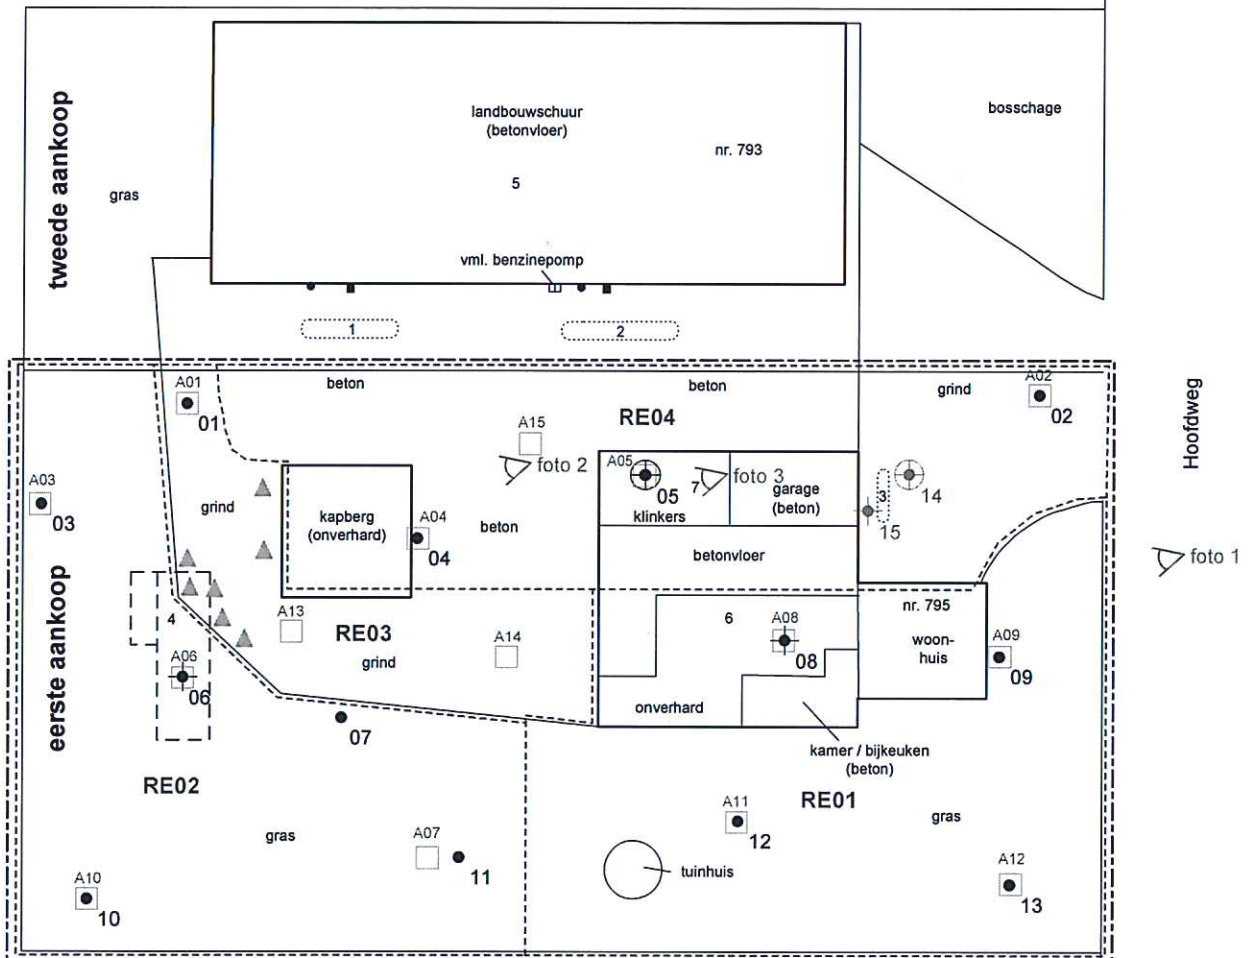 landbouwschuur
(betonvloer)
bosschage
nr. 793
tweede aankoop
gras
5
vml. benzinepomp
1
2
beton
beton
grind
A01
01
A02
02
Hoofdweg
A15
RE04
foto 2
A05
05
7
foto 3
klinkers
garage
(beton)
3
14
15
A03
03
grind
kapberg
(onverhard)
A04
04
beton
betonvloer
foto 1
eerste aankoop
4
A13
RE03
grind
A14
6
A08
08
nr. 795
woon-
huis
A09
09
A06
06
07
onverhard
kamer / bijkeuken
(beton)
RE02
RE01
gras
A07
11
A11
12
gras
tuinhuis
A10
10
A12
13